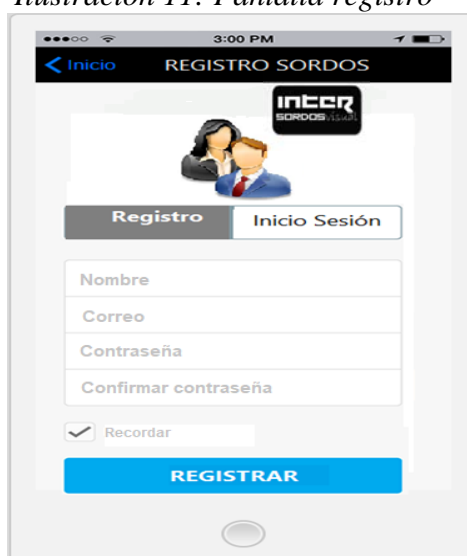 Ilustración 11: Pantalla registro
3:00 PM
Inicio REGISTRO SORDOS
INTER
SORDOSvisual
Registro Inicio Sesión
Nombre
Correo
Contraseña
Confirmar contraseña
Recordar
REGISTRAR